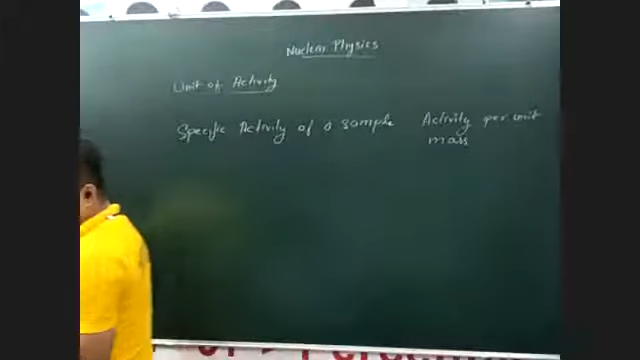 Nuclear Physics
Unit of Activity
Specific Activity of a sample Activity per unit
mass